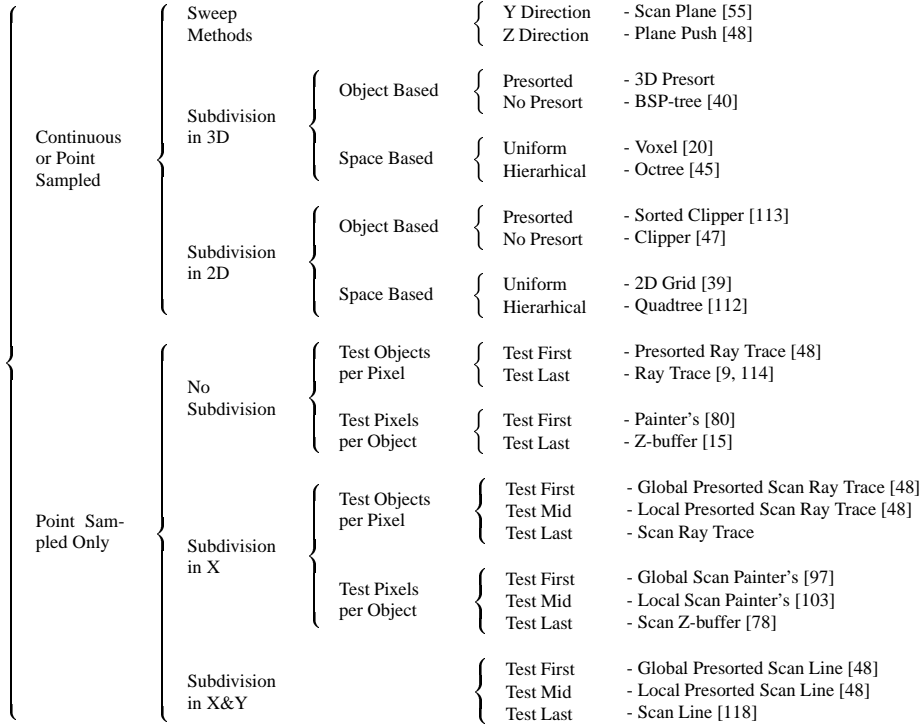 Sweep
Methods
Y Direction - Scan Plane [55]
Z Direction - Plane Push [48]
Continuous
or Point
Sampled
Subdivision
in 3D
Object Based
Presorted - 3D Presort
No Presort - BSP-tree [40]
Space Based
Uniform - Voxel [20]
Hierarhical - Octree [45]
Subdivision
in 2D
Object Based
Presorted - Sorted Clipper [113]
No Presort - Clipper [47]
Space Based
Uniform - 2D Grid [39]
Hierarhical - Quadtree [112]
Point Sam-
pled Only
No
Subdivision
Test Objects
per Pixel
Test First - Presorted Ray Trace [48]
Test Last - Ray Trace [9, 114]
Test Pixels
per Object
Test First - Painter's [80]
Test Last - Z-buffer [15]
Subdivision
in X
Test Objects
per Pixel
Test First - Global Presorted Scan Ray Trace [48]
Test Mid - Local Presorted Scan Ray Trace [48]
Test Last - Scan Ray Trace
Test Pixels
per Object
Test First - Global Scan Painter's [97]
Test Mid - Local Scan Painter's [103]
Test Last - Scan Z-buffer [78]
Subdivision
in X&Y
Test First - Global Presorted Scan Line [48]
Test Mid - Local Presorted Scan Line [48]
Test Last - Scan Line [118]